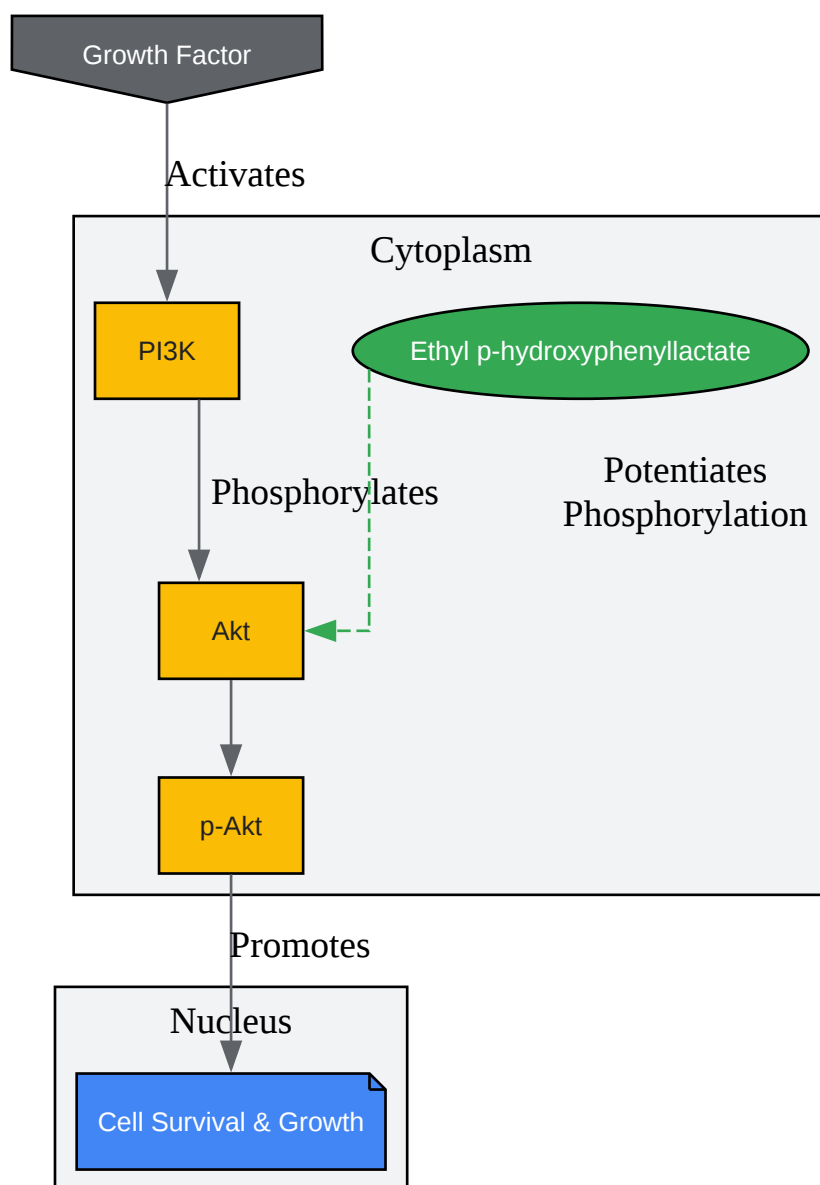 Growth Factor
Activates
Cytoplasm
PI3K
Ethyl p-hydroxyphenyllactate
Phosphorylates
Potentiates
Phosphorylation
Akt
p-Akt
Promotes
Nucleus
Cell Survival & Growth